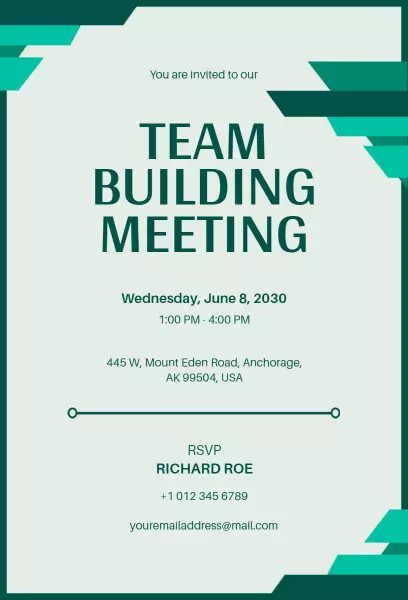 You are invited to our
TEAM
BUILDING
MEETING
Wednesday, June 8, 2030
1:00 PM - 4:00 PM
445 W, Mount Eden Road, Anchorage,
AK 99504, USA
RSVP
RICHARD ROE
+1 012 345 6789
youremailaddress@mail.com